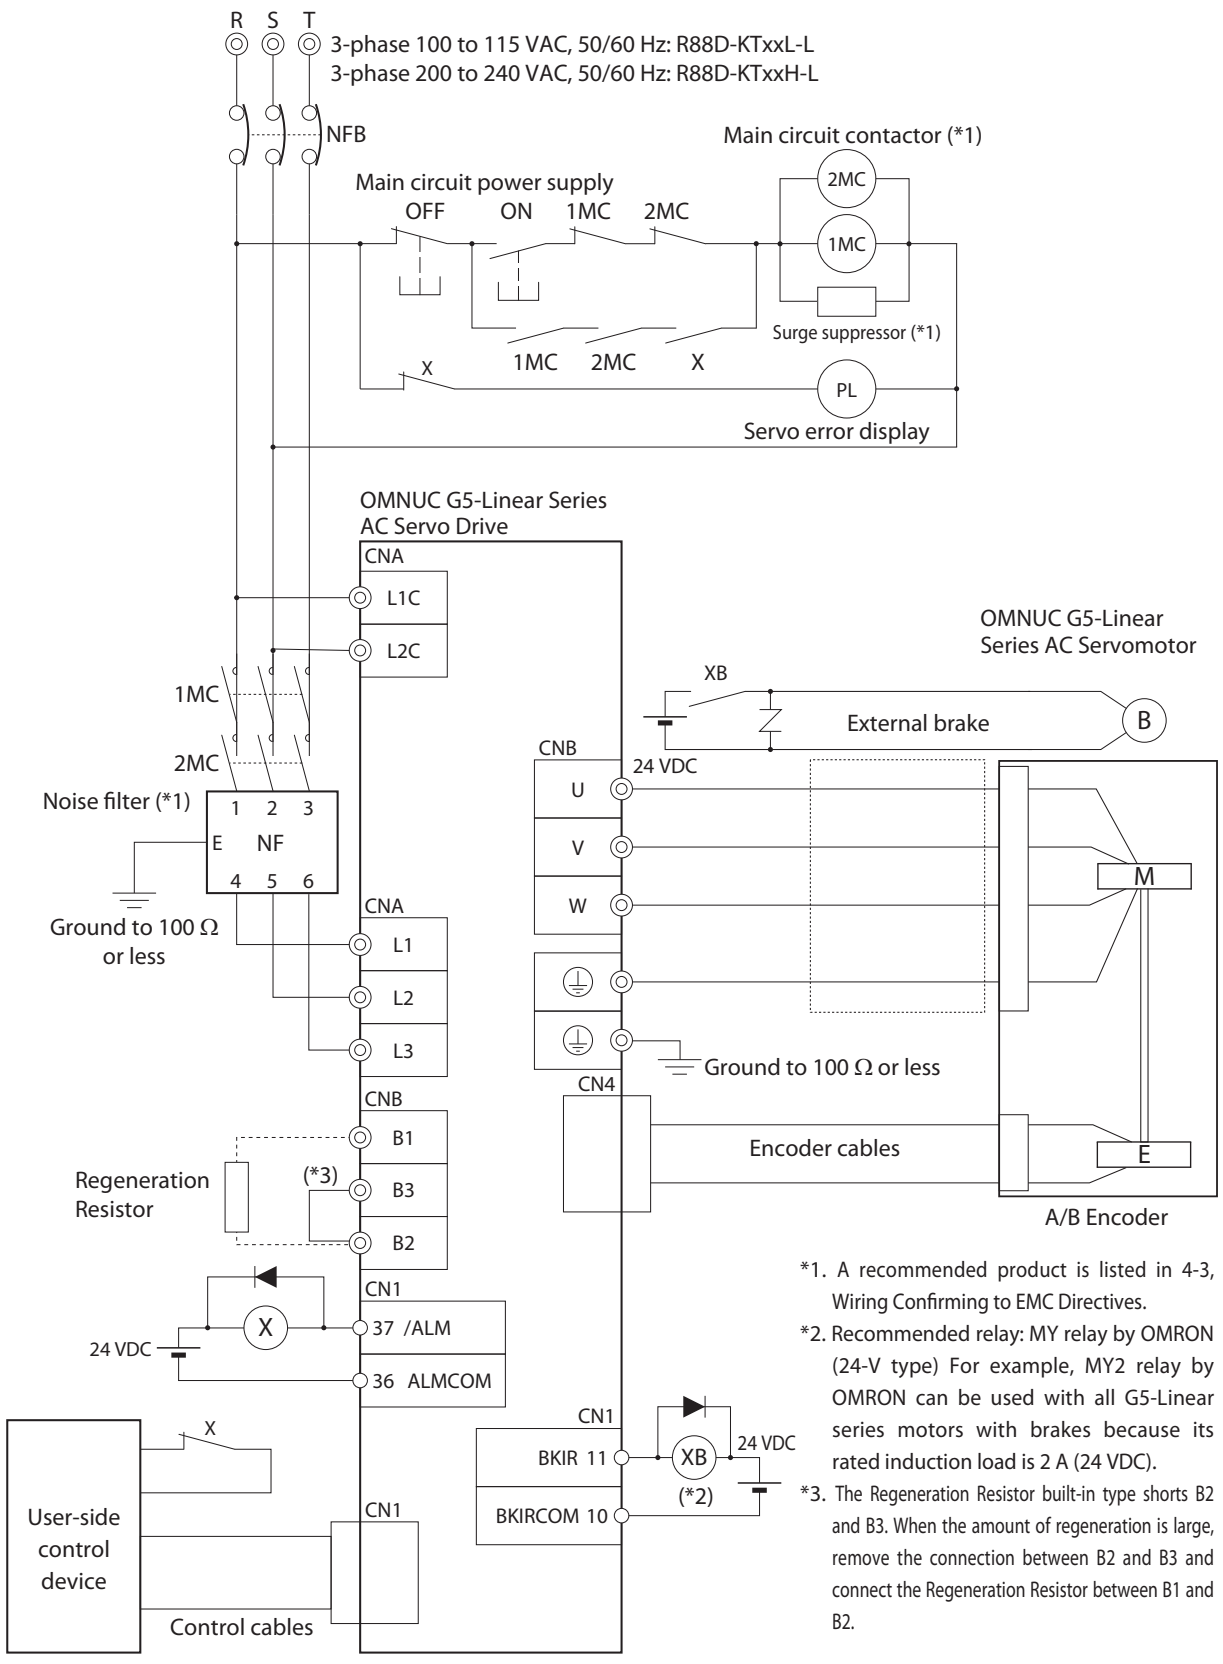 R S T
3-phase 100 to 115 VAC, 50/60 Hz: R88D-KTxxL-L
3-phase 200 to 240 VAC, 50/60 Hz: R88D-KTxxH-L
NFB
Main circuit contactor (*1)
2MC
Main circuit power supply
OFF ON 1MC 2MC
1MC
Surge suppressor (*1)
1MC 2MC X
X
PL
Servo error display
OMNUC G5-Linear Series
AC Servo Drive
CNA
L1C
L2C
OMNUC G5-Linear
Series AC Servomotor
1MC
XB
External brake
B
2MC
CNB
24 VDC
Noise filter (*1)
1 2 3
E NF
4 5 6
U
V
W
M
Ground to 100 Ω
or less
CNA
L1
L2
L3
Ground to 100 Ω or less
CN4
CNB
B1
Encoder cables
E
Regeneration
Resistor
(*3)
B3
B2
A/B Encoder
CN1
X
37 /ALM
24 VDC
36 ALMCOM
*1. A recommended product is listed in 4-3,
Wiring Confirming to EMC Directives.
*2. Recommended relay: MY relay by OMRON
(24-V type) For example, MY2 relay by
OMRON can be used with all G5-Linear
series motors with brakes because its
rated induction load is 2 A (24 VDC).
*3. The Regeneration Resistor built-in type shorts B2
and B3. When the amount of regeneration is large,
remove the connection between B2 and B3 and
connect the Regeneration Resistor between B1 and
B2.
X
CN1
BKIR 11
XB
24 VDC
(*2)
BKIRCOM 10
User-side
control
device
CN1
Control cables